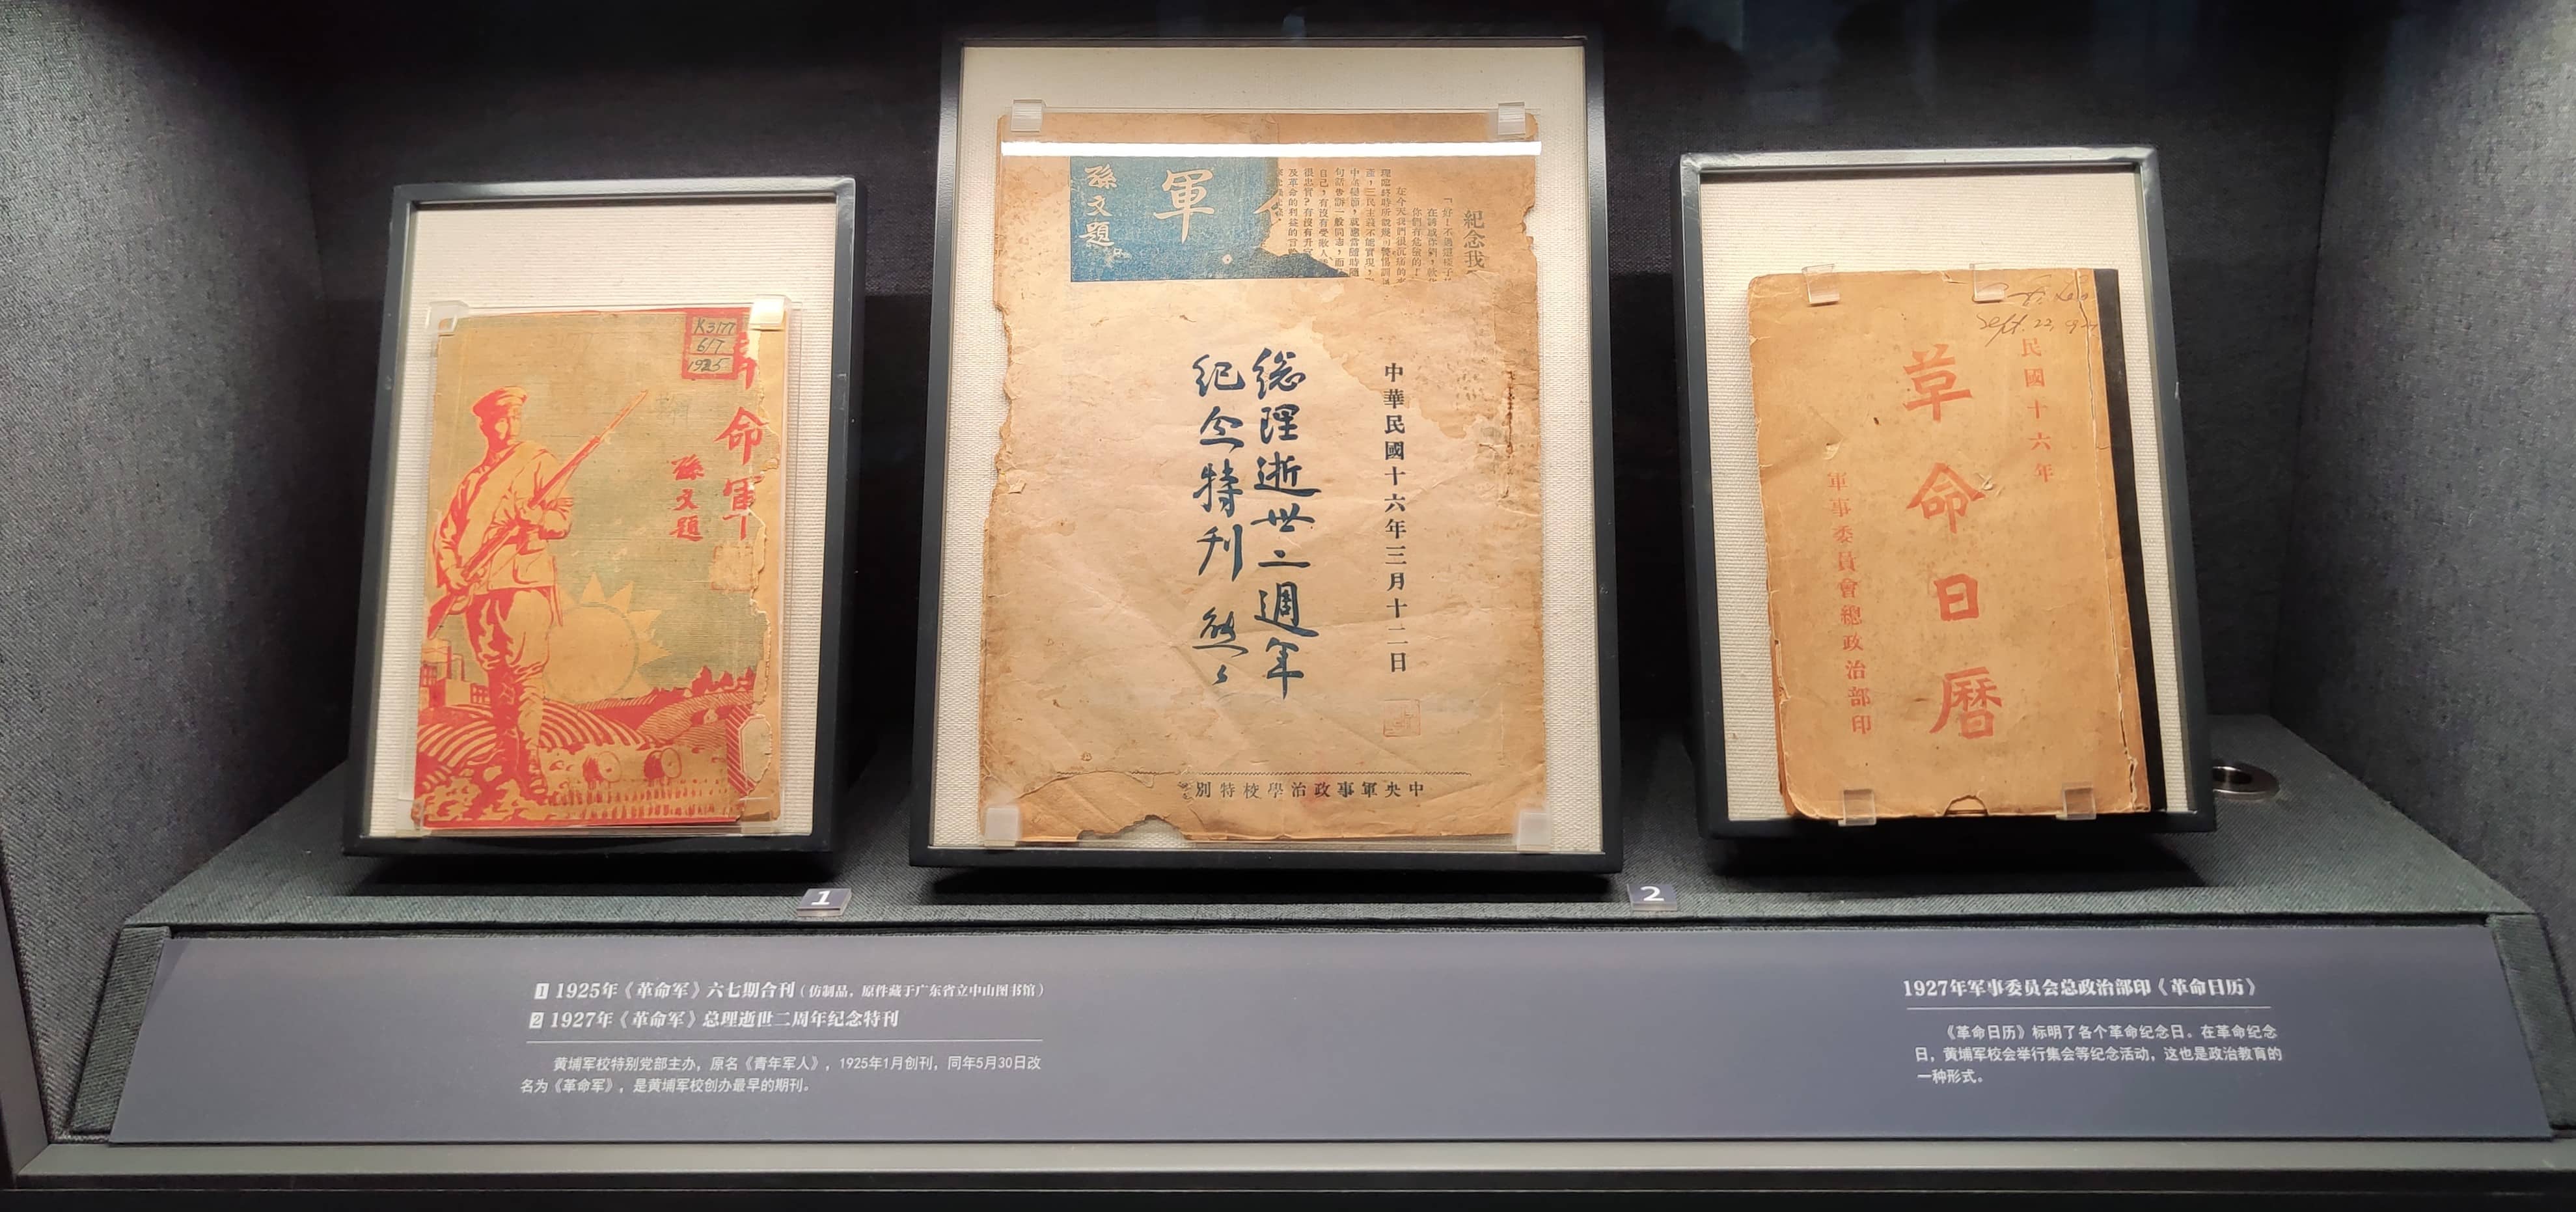 K3177
6/7
1925
命軍
孫文題
孫文題
軍
紀念我
中華民國十六年三月十二日
總理逝世二週年
紀念特刊
中央軍事政治學校特別
Sept. 22, 192
民國十六年
革命日曆
軍事委員會總政治部印
1
2
1 1925年《革命军》六七期合刊（仿制品，原件藏于广东省立中山图书馆）
2 1927年《革命军》总理逝世二周年纪念特刊
黄埔军校特别党部主办，原名《青年军人》，1925年1月创刊，同年5月30日改
名为《革命军》，是黄埔军校创办最早的期刊。
1927年军事委员会总政治部印《革命日历》
《革命日历》标明了各个革命纪念日。在革命纪念
日，黄埔军校会举行集会等纪念活动，这也是政治教育的
一种形式。